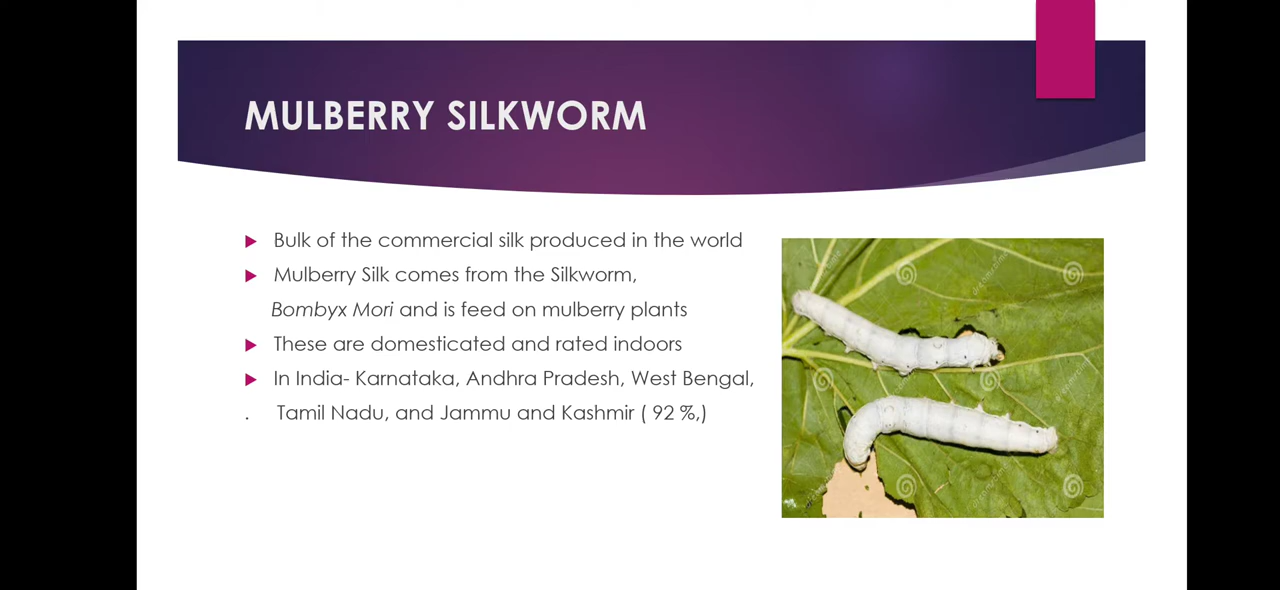 MULBERRY SILKWORM
Bulk of the commercial silk produced in the world
Mulberry Silk comes from the Silkworm,
Bombyx Mori and is feed on mulberry plants
These are domesticated and rated indoors
In India- Karnataka, Andhra Pradesh, West Bengal,
. Tamil Nadu, and Jammu and Kashmir ( 92 %,)